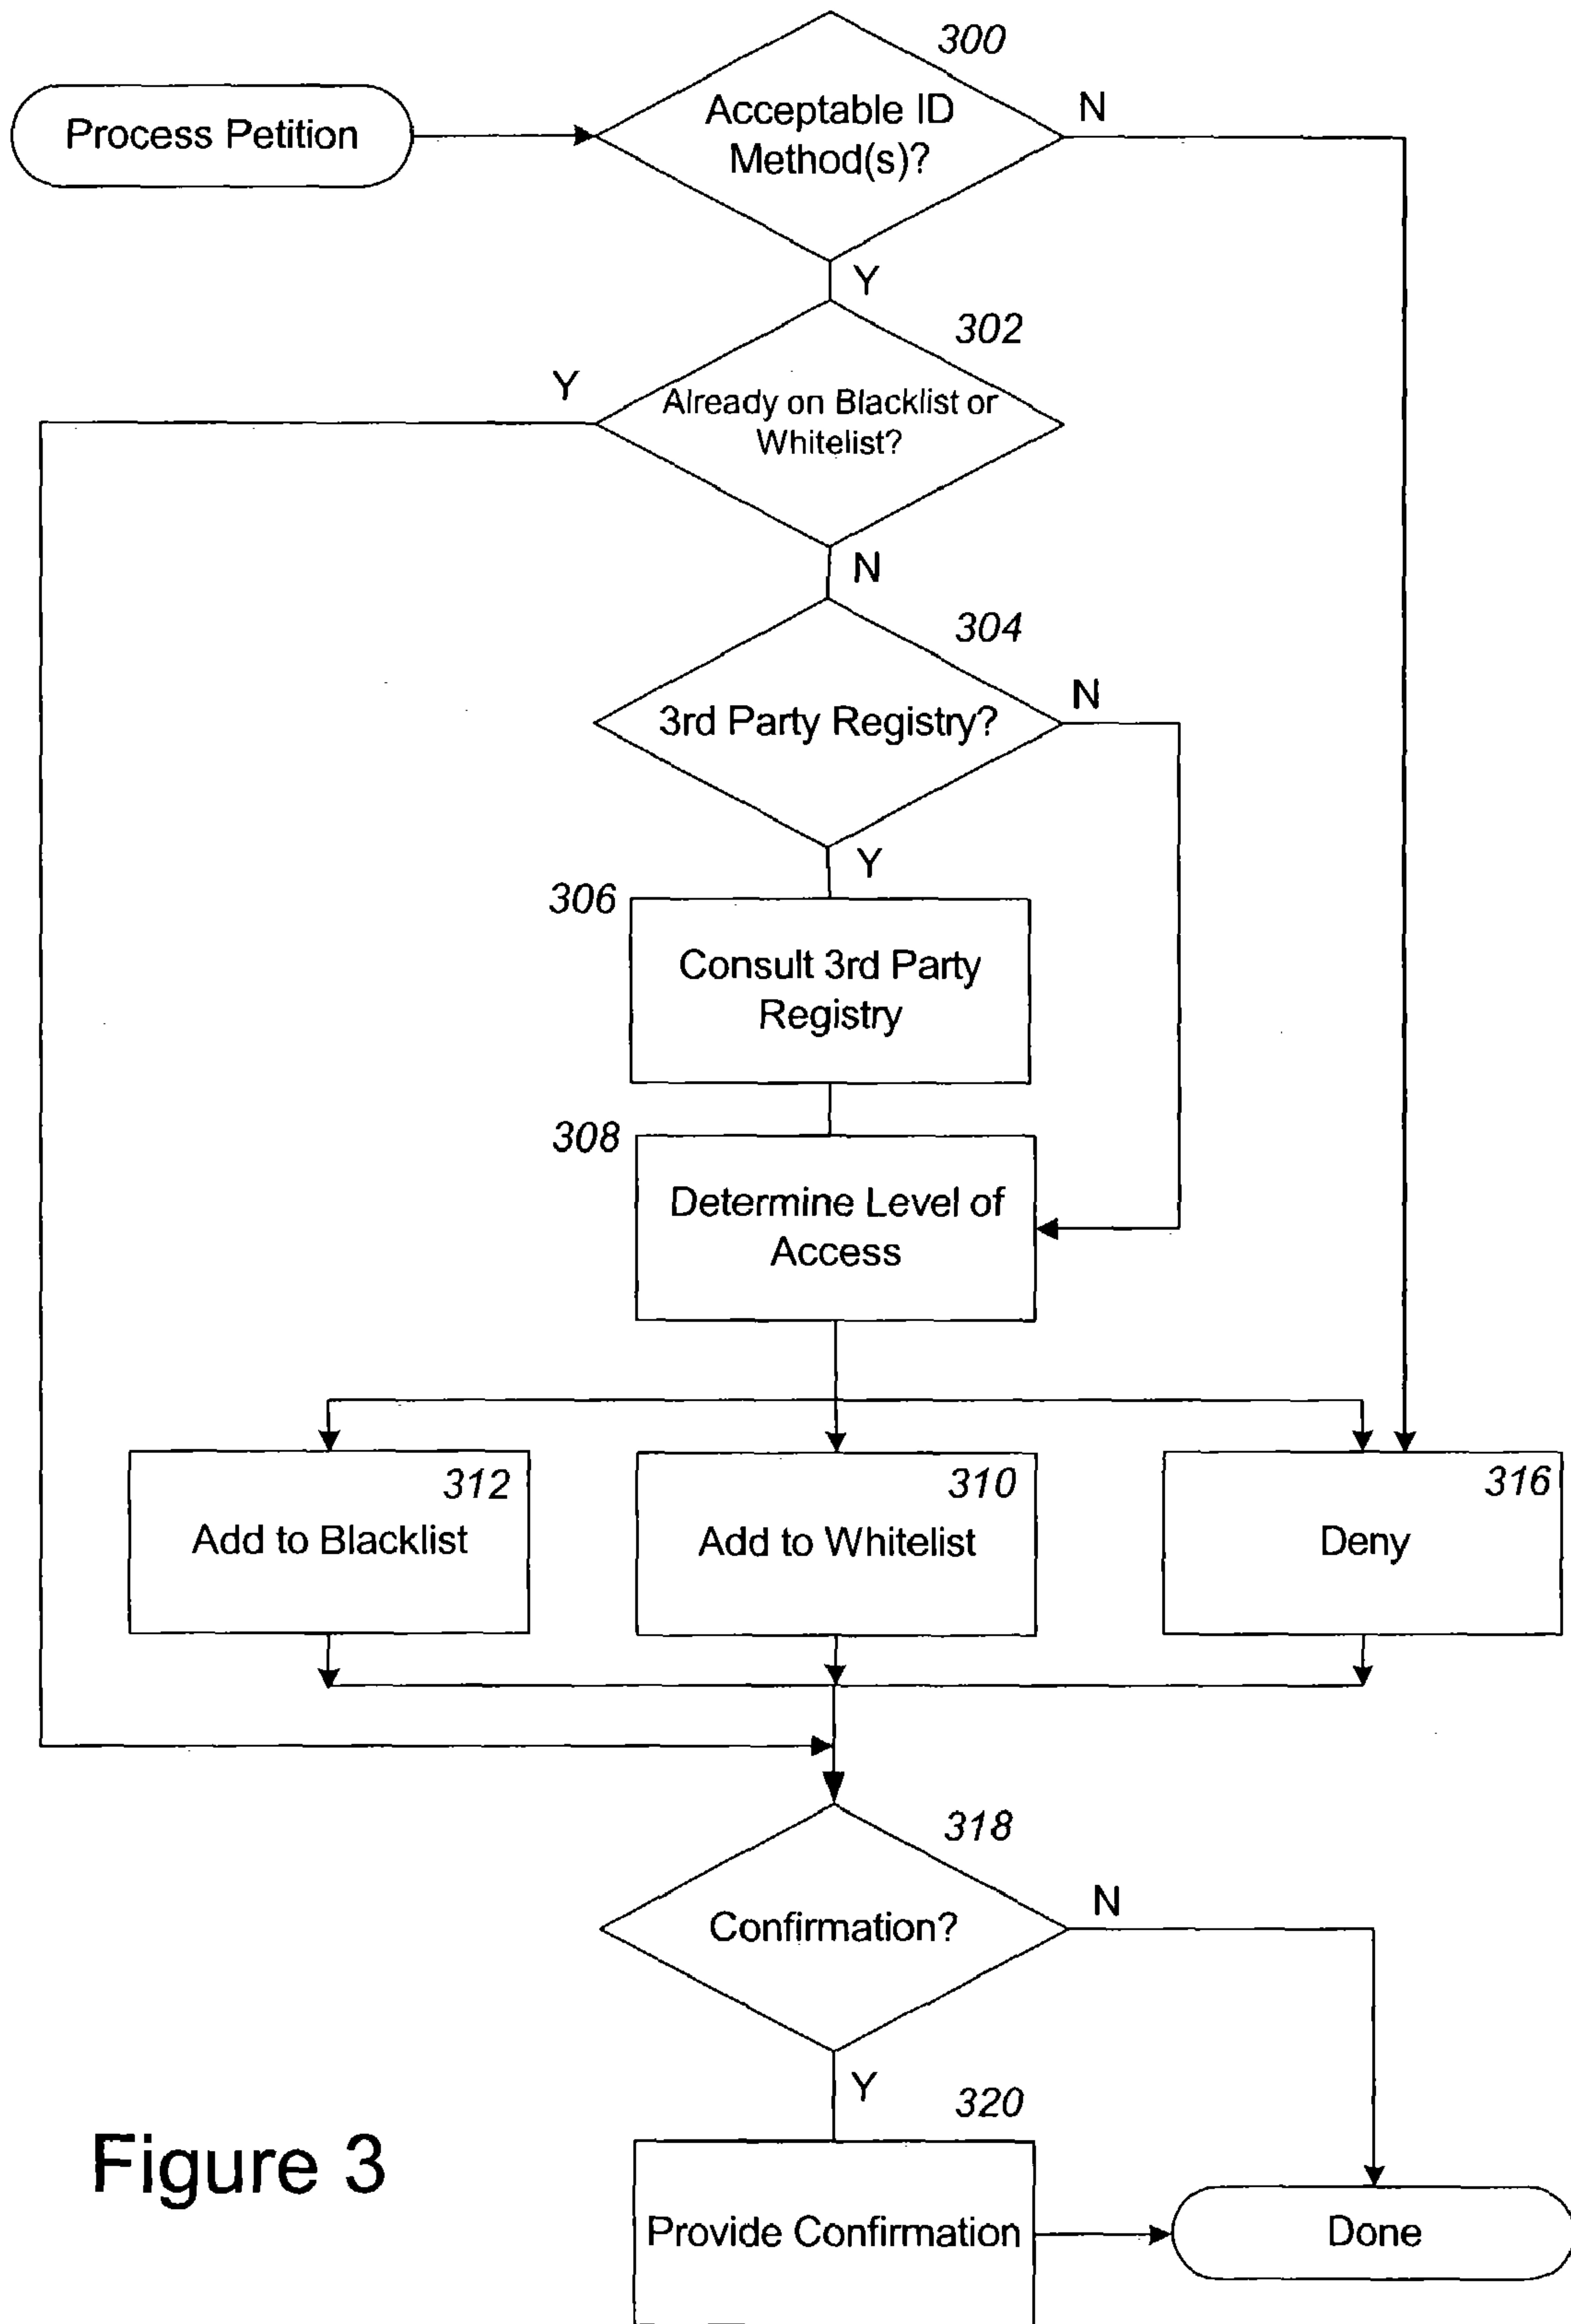 300
Process Petition
Acceptable ID
Method(s)?
N
Y
302
Y
Already on Blacklist or
Whitelist?
N
304
3rd Party Registry?
N
Y
306
Consult 3rd Party
Registry
308
Determine Level of
Access
312
Add to Blacklist
310
Add to Whitelist
316
Deny
318
Confirmation?
N
Y
320
Provide Confirmation
Done
Figure 3